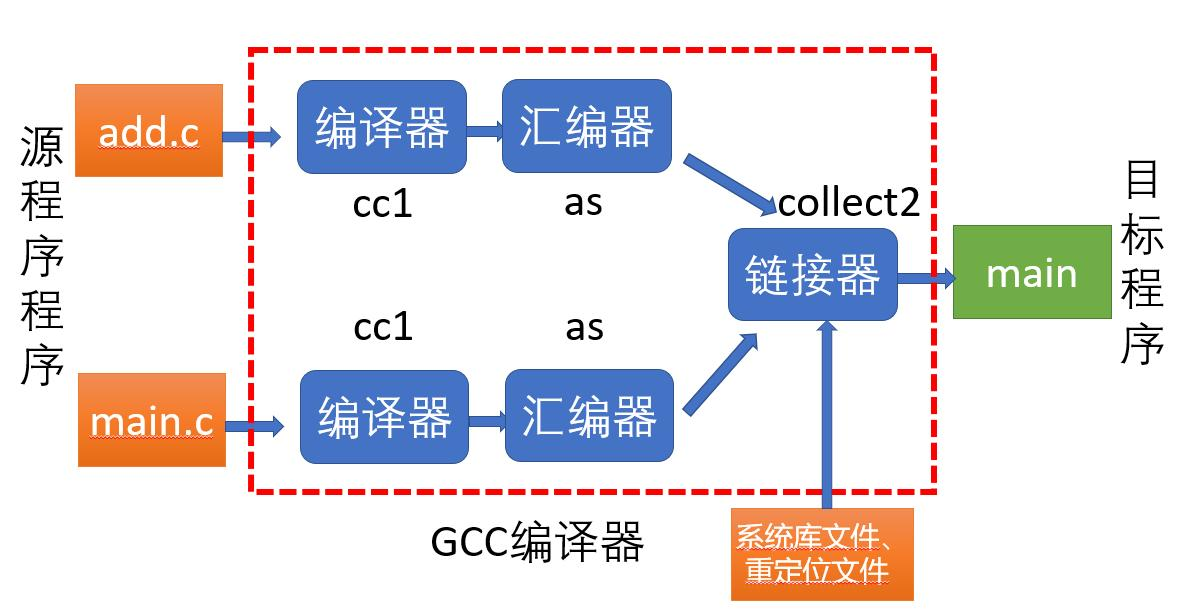 源程序程序
add.c
编译器
汇编器
cc1
as
collect2
链接器
main
目标程序
cc1
as
main.c
编译器
汇编器
GCC编译器
系统库文件、
重定位文件